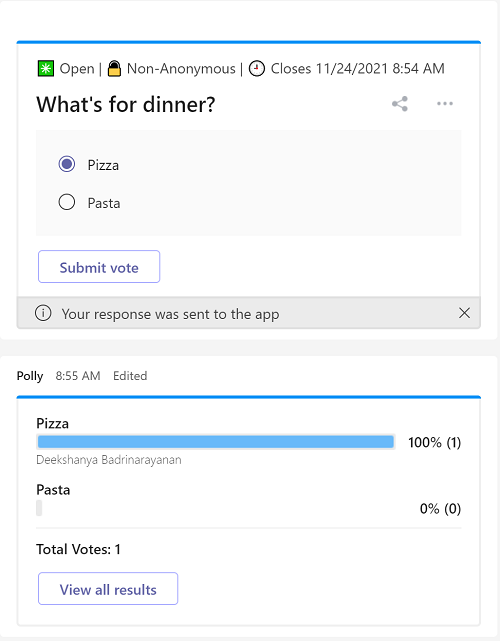 Open | Non-Anonymous | Closes 11/24/2021 8:54 AM
What's for dinner?
Pizza
Pasta
Submit vote
Your response was sent to the app
Polly 8:55 AM Edited
Pizza
100% (1)
Deekshanya Badrinarayanan
Pasta
0% (0)
Total Votes: 1
View all results